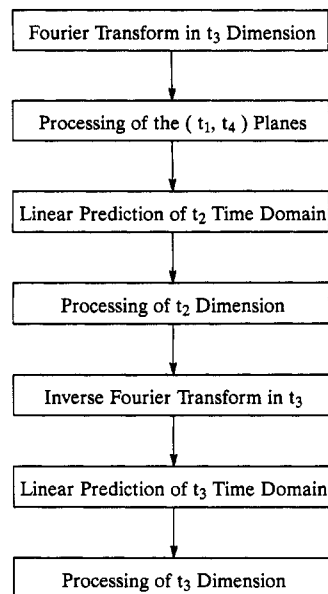 Fourier Transform in t₃ Dimension
Processing of the ( t₁, t₄ ) Planes
Linear Prediction of t₂ Time Domain
Processing of t₂ Dimension
Inverse Fourier Transform in t₃
Linear Prediction of t₃ Time Domain
Processing of t₃ Dimension